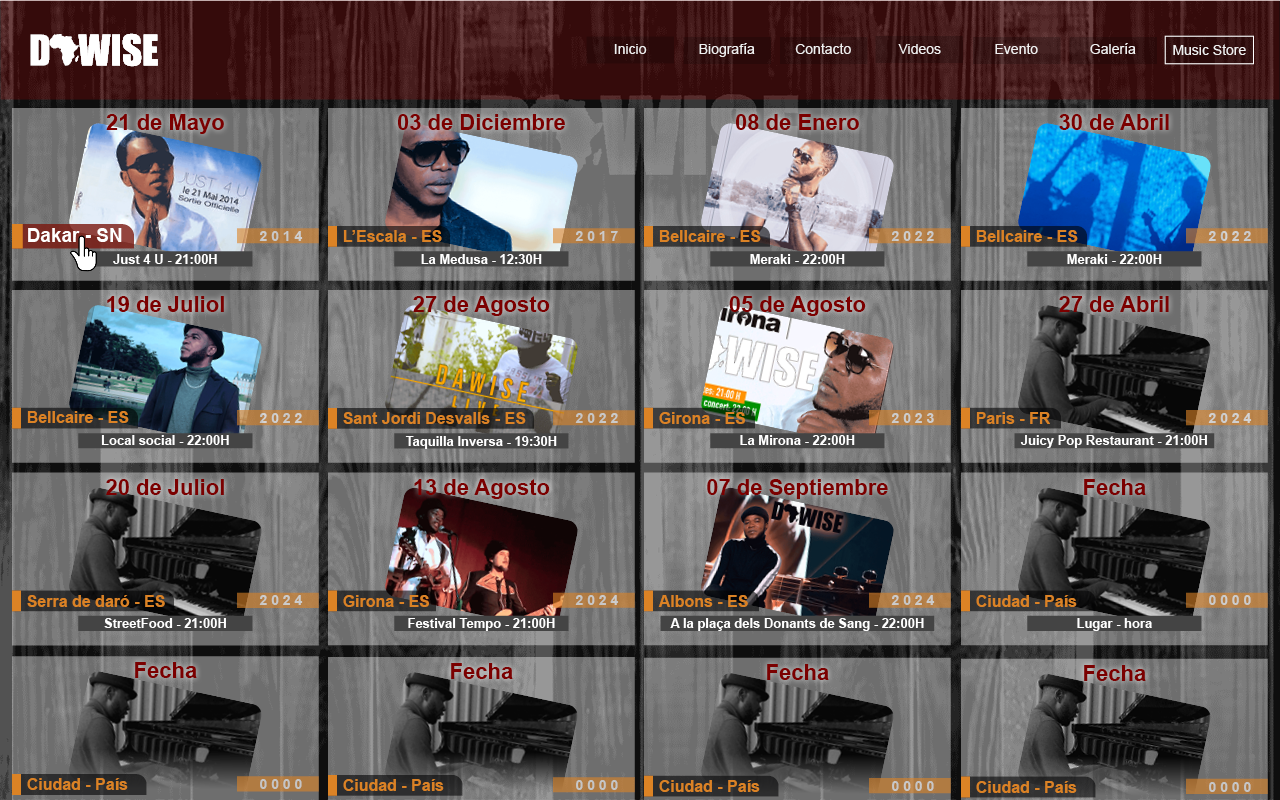 DAWISE
Inicio
Biografía
Contacto
Videos
Evento
Galería
Music Store
DAWISE
21 de Mayo
JUST 4 U
le 21 Mai 2014
Sortie Officielle
Dakar - SN
2014
Just 4 U - 21:00H
03 de Diciembre
L'Escala - ES
2017
La Medusa - 12:30H
08 de Enero
Bellcaire - ES
2022
Meraki - 22:00H
30 de Abril
Bellcaire - ES
2022
Meraki - 22:00H
19 de Juliol
Bellcaire - ES
2022
Local social - 22:00H
27 de Agosto
DAWISE
Sant Jordi Desvalls - ES
2022
Taquilla Inversa - 19:30H
05 de Agosto
irona
WISE
es: 21:00 H
concert: 22:00 H
Girona - ES
2023
La Mirona - 22:00H
27 de Abril
Paris - FR
2024
Juicy Pop Restaurant - 21:00H
20 de Juliol
Serra de daró - ES
2024
StreetFood - 21:00H
13 de Agosto
Girona - ES
2024
Festival Tempo - 21:00H
07 de Septiembre
DAWISE
Albons - ES
2024
A la plaça dels Donants de Sang - 22:00H
Fecha
Ciudad - País
0000
Lugar - hora
Fecha
Ciudad - País
0000
Fecha
Ciudad - País
0000
Fecha
Ciudad - País
0000
Fecha
Ciudad - País
0000